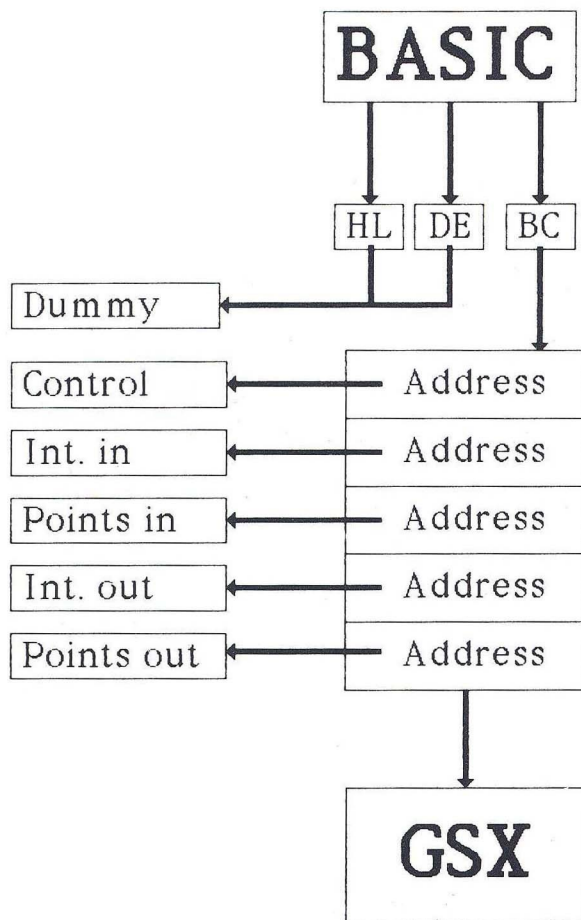 BASIC
HL DE BC
Dummy
Control Address
Int. in Address
Points in Address
Int. out Address
Points out Address
GSX